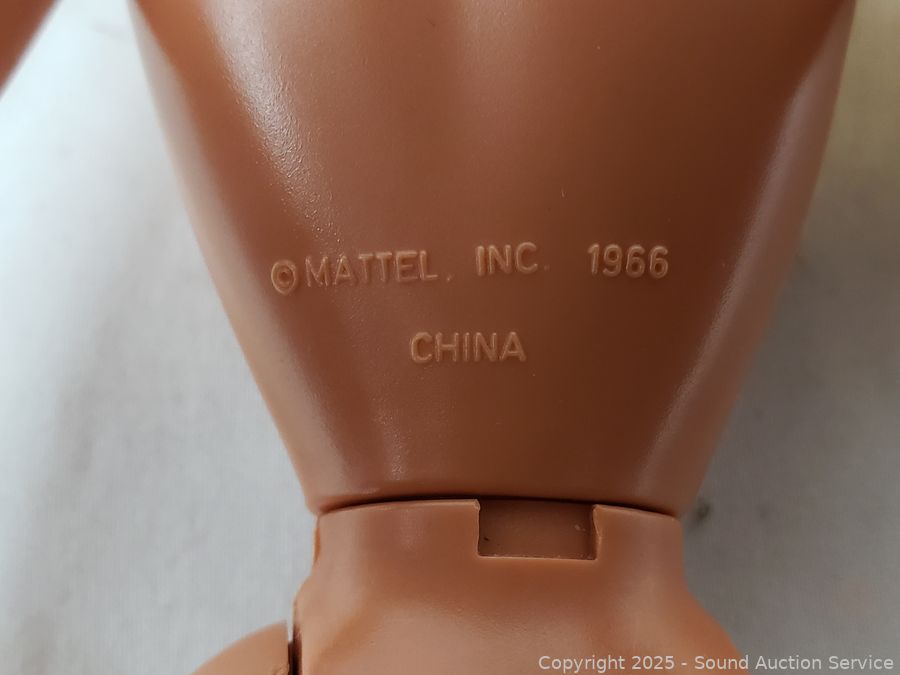 ©MATTEL, INC. 1966
CHINA
Copyright 2025 - Sound Auction Service